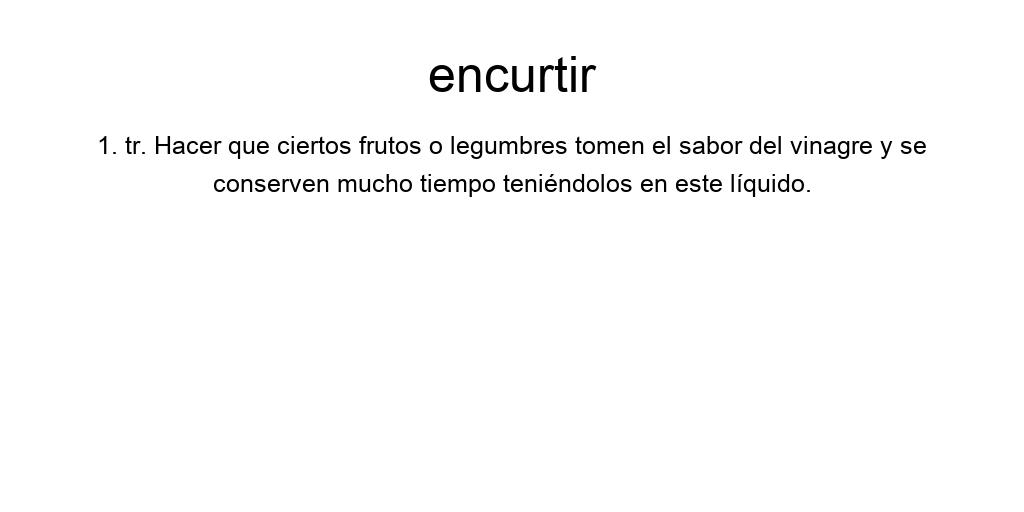 encurtir
1. tr. Hacer que ciertos frutos o legumbres tomen el sabor del vinagre y se
conserven mucho tiempo teniéndolos en este líquido.